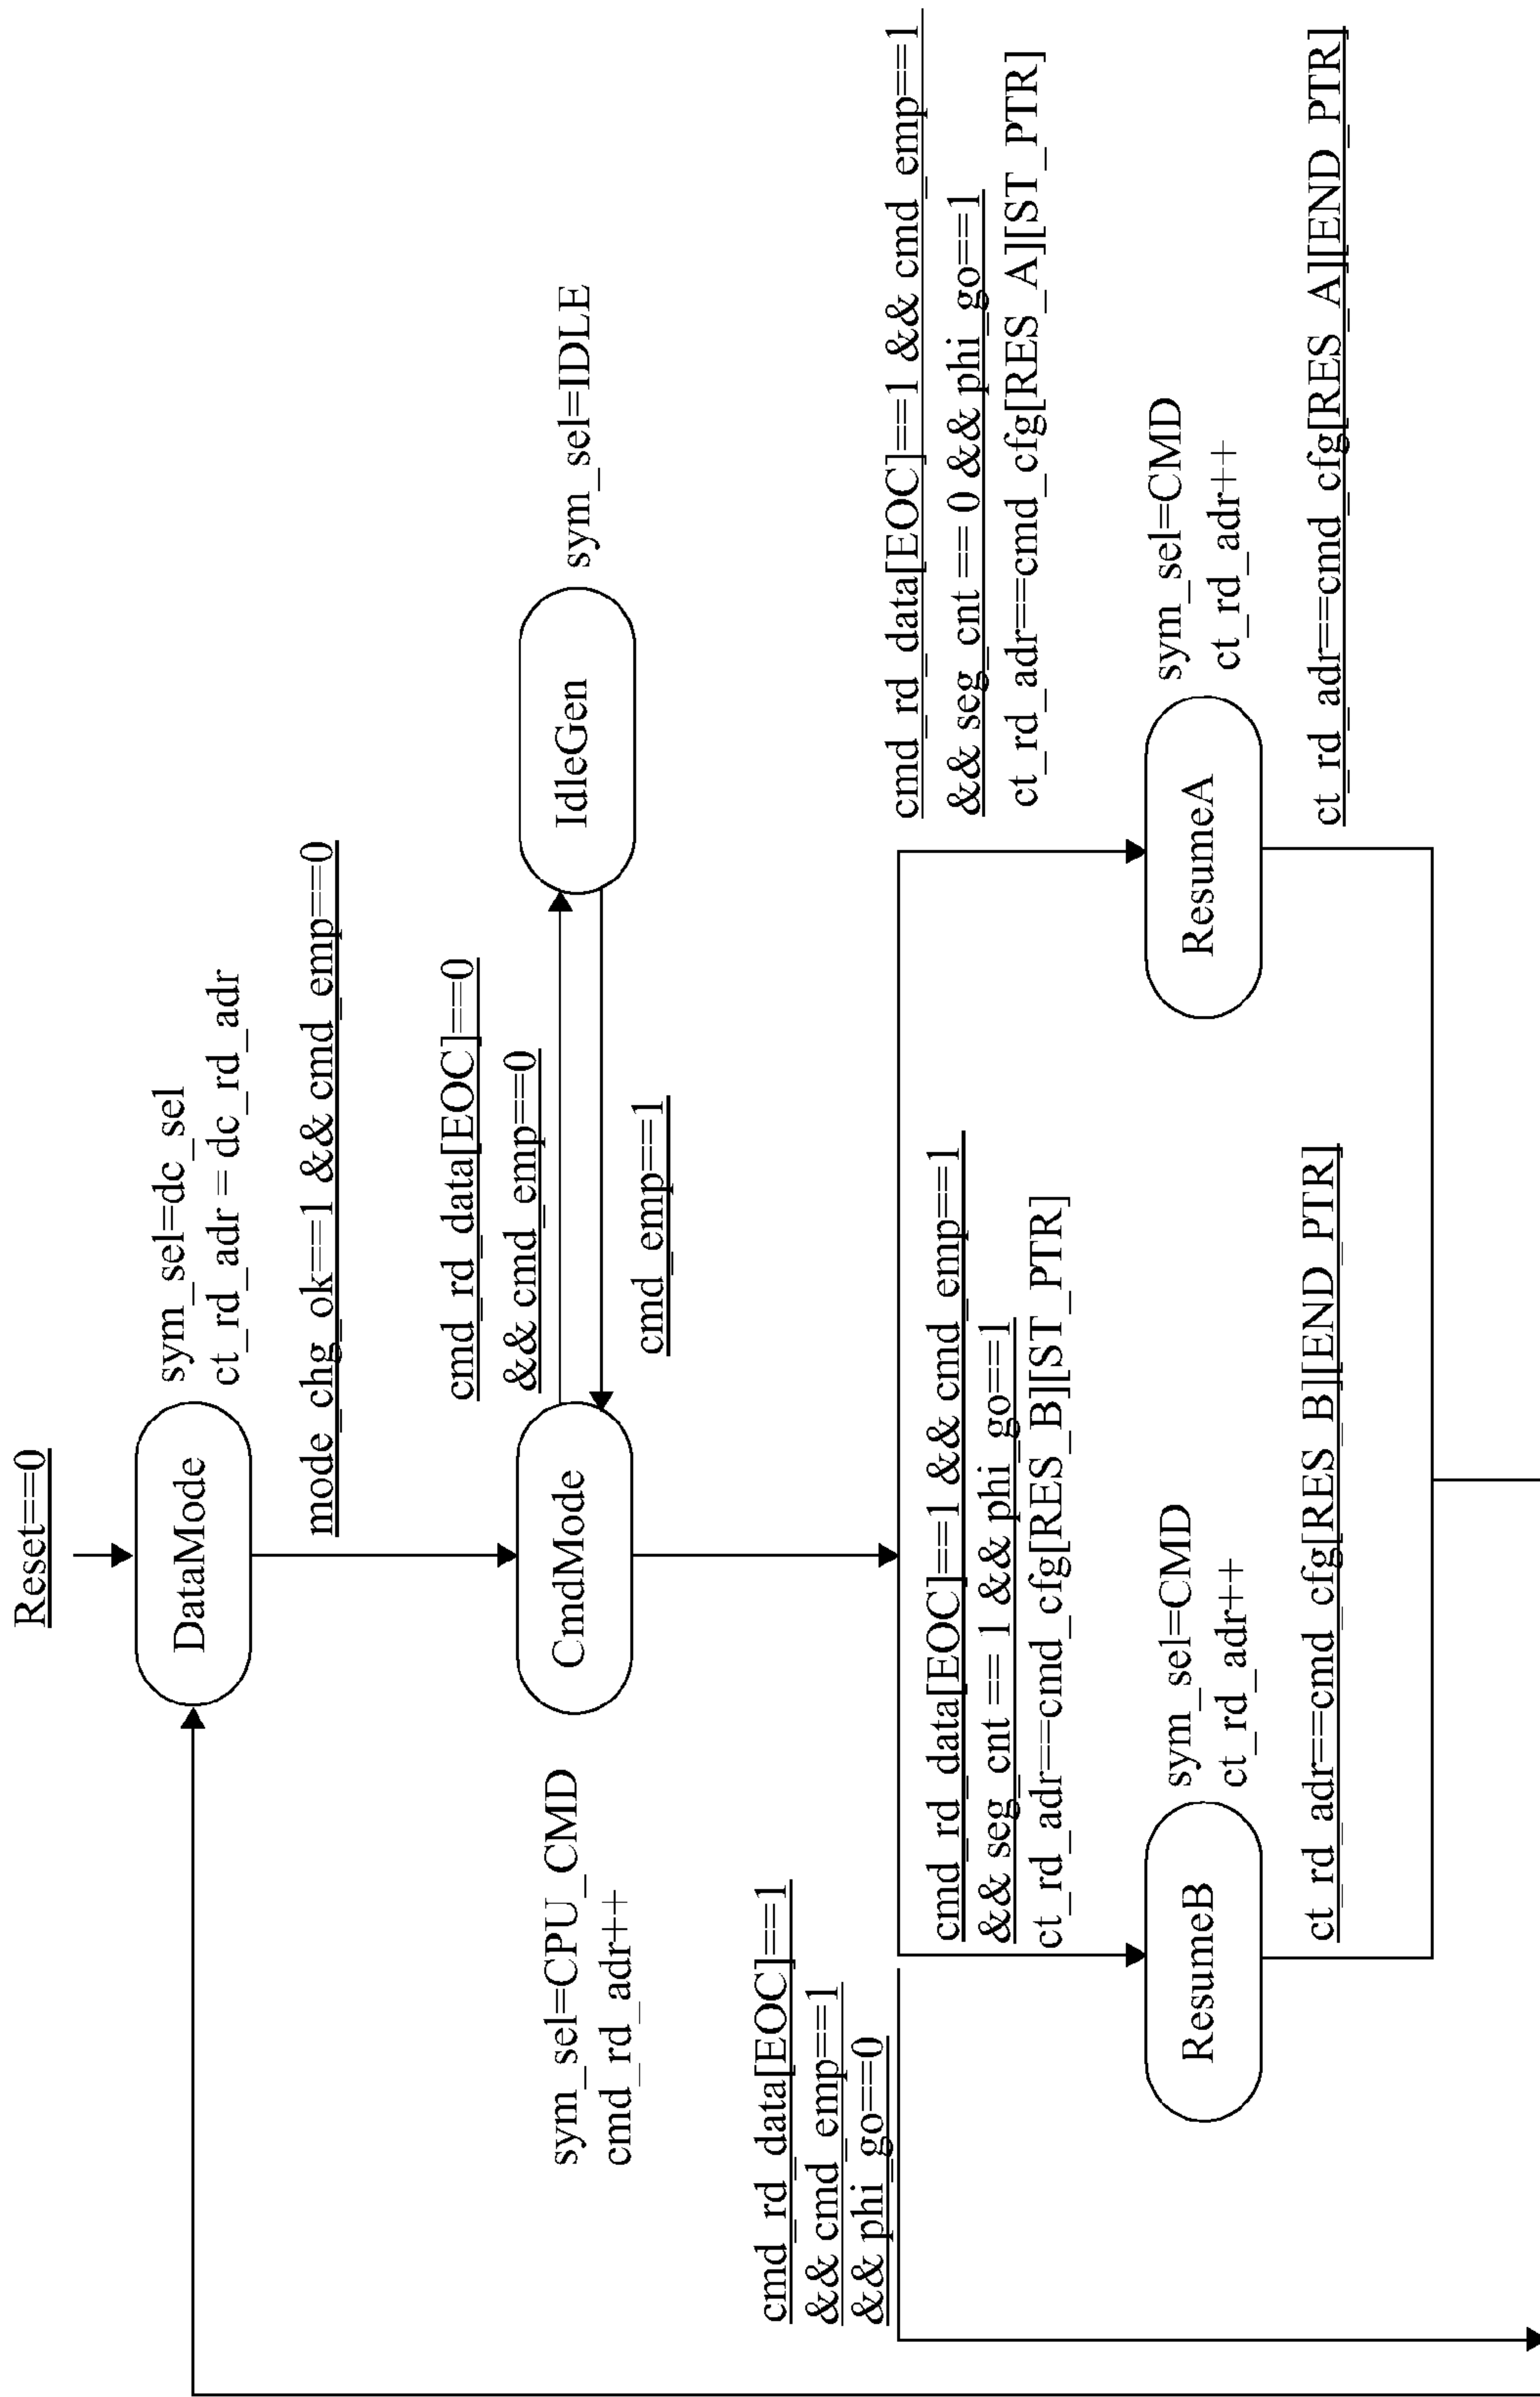 Reset==0
DataMode
sym_sel=dc_sel
ct_rd_adr = dc_rd_adr
mode_chg_ok==1 && cmd_emp==0
cmd_rd_data[EOC]==0
&& cmd_emp==0
sym_sel=CPU_CMD
cmd_rd_adr++
CmdMode
IdleGen
sym_sel=IDLE
cmd_emp==1
cmd_rd_data[EOC]==1
&& cmd_emp==1
&& phi_go==0
cmd_rd_data[EOC]==1 && cmd_emp==1
&& seg_cnt == 1 && phi_go==1
ct_rd_adr==cmd_cfg[RES_B][ST_PTR]
cmd_rd_data[EOC]==1 && cmd_emp==1
&& seg_cnt == 0 && phi_go==1
ct_rd_adr==cmd_cfg[RES_A][ST_PTR]
ResumeB
sym_sel=CMD
ct_rd_adr++
ResumeA
sym_sel=CMD
ct_rd_adr++
ct_rd_adr==cmd_cfg[RES_B][END_PTR]
ct_rd_adr==cmd_cfg[RES_A][END_PTR]